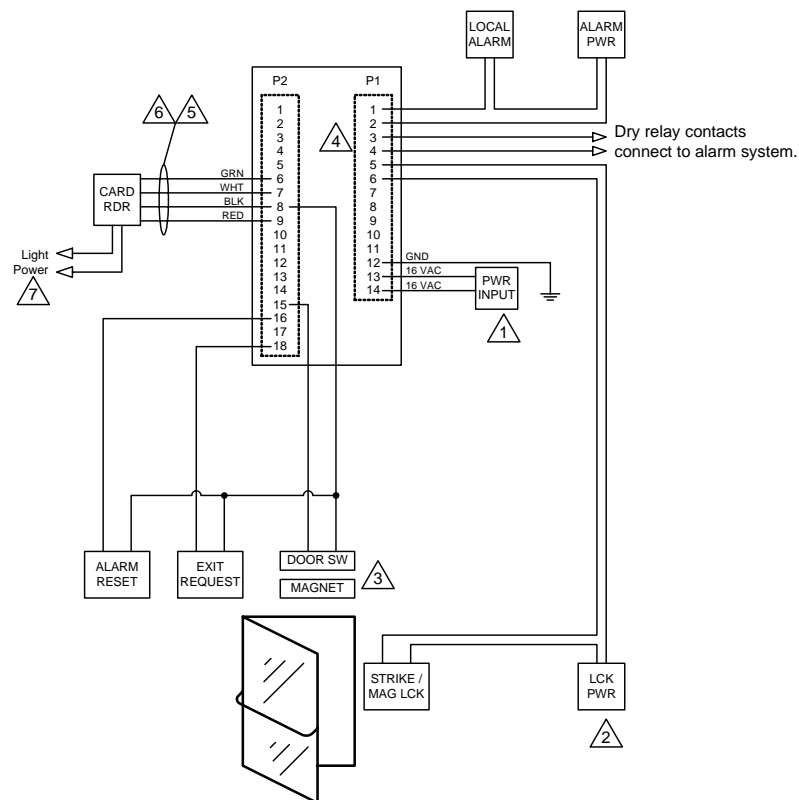 LOCAL
ALARM
ALARM
PWR
P2
P1
1
2
3
4
5
6
7
8
9
10
11
12
13
14
15
16
17
18
1
2
3
4
5
6
7
8
9
10
11
12
13
14
6
5
4
Dry relay contacts
connect to alarm system.
GRN
WHT
BLK
RED
CARD
RDR
Light
Power
7
GND
16 VAC
16 VAC
PWR
INPUT
1
ALARM
RESET
EXIT
REQUEST
DOOR SW
MAGNET
3
STRIKE /
MAG LCK
LCK
PWR
2